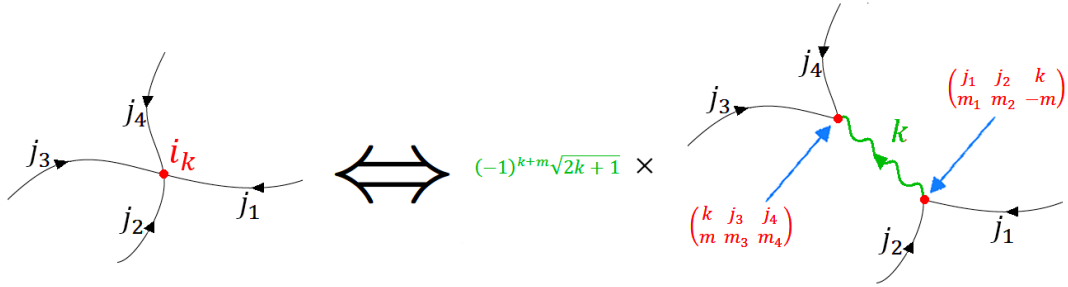 j₄
j₃
i_k
j₁
j₂
(-1)^{k+m}√(2k+1) ×
j₄
j₃
k
(j₁ j₂ k
m₁ m₂ −m)
(k j₃ j₄
m m₃ m₄)
j₂
j₁